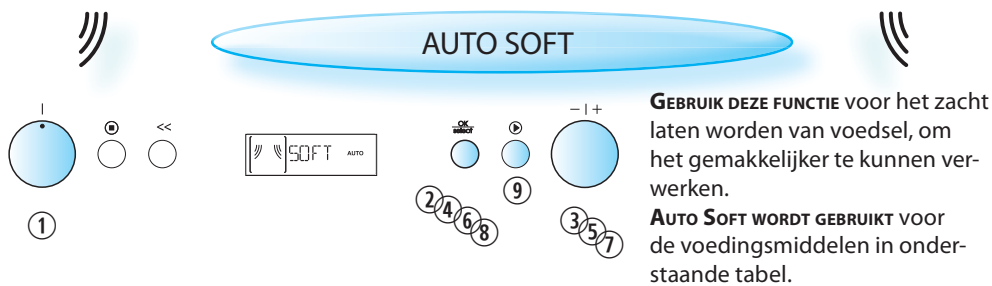 AUTO SOFT
<<
SOFT AUTO
OK
select
− | +
① 
② ④ ⑥ ⑧
⑨
③ ⑤ ⑦
GEBRUIK DEZE FUNCTIE voor het zacht
laten worden van voedsel, om
het gemakkelijker te kunnen ver-
werken.
AUTO SOFT WORDT GEBRUIKT voor
de voedingsmiddelen in onder-
staande tabel.